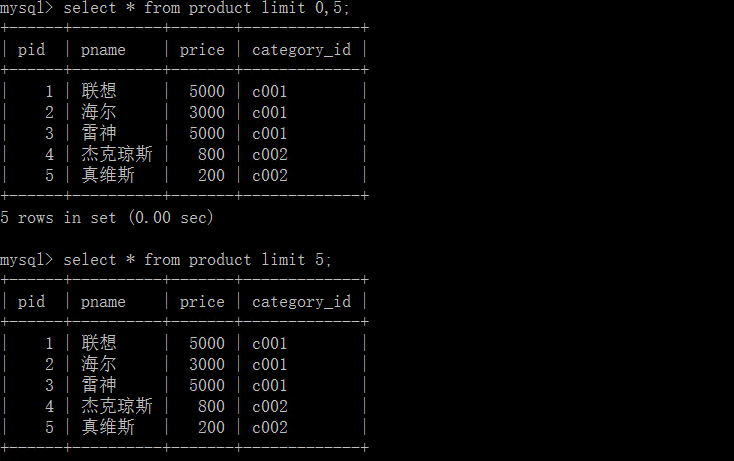 mysql> select * from product limit 0,5;
+------+----------+-------+-------------+
| pid  | pname    | price | category_id |
+------+----------+-------+-------------+
|    1 | 联想     |  5000 | c001        |
|    2 | 海尔     |  3000 | c001        |
|    3 | 雷神     |  5000 | c001        |
|    4 | 杰克琼斯 |   800 | c002        |
|    5 | 真维斯   |   200 | c002        |
+------+----------+-------+-------------+
5 rows in set (0.00 sec)
mysql> select * from product limit 5;
+------+----------+-------+-------------+
| pid  | pname    | price | category_id |
+------+----------+-------+-------------+
|    1 | 联想     |  5000 | c001        |
|    2 | 海尔     |  3000 | c001        |
|    3 | 雷神     |  5000 | c001        |
|    4 | 杰克琼斯 |   800 | c002        |
|    5 | 真维斯   |   200 | c002        |
+------+----------+-------+-------------+